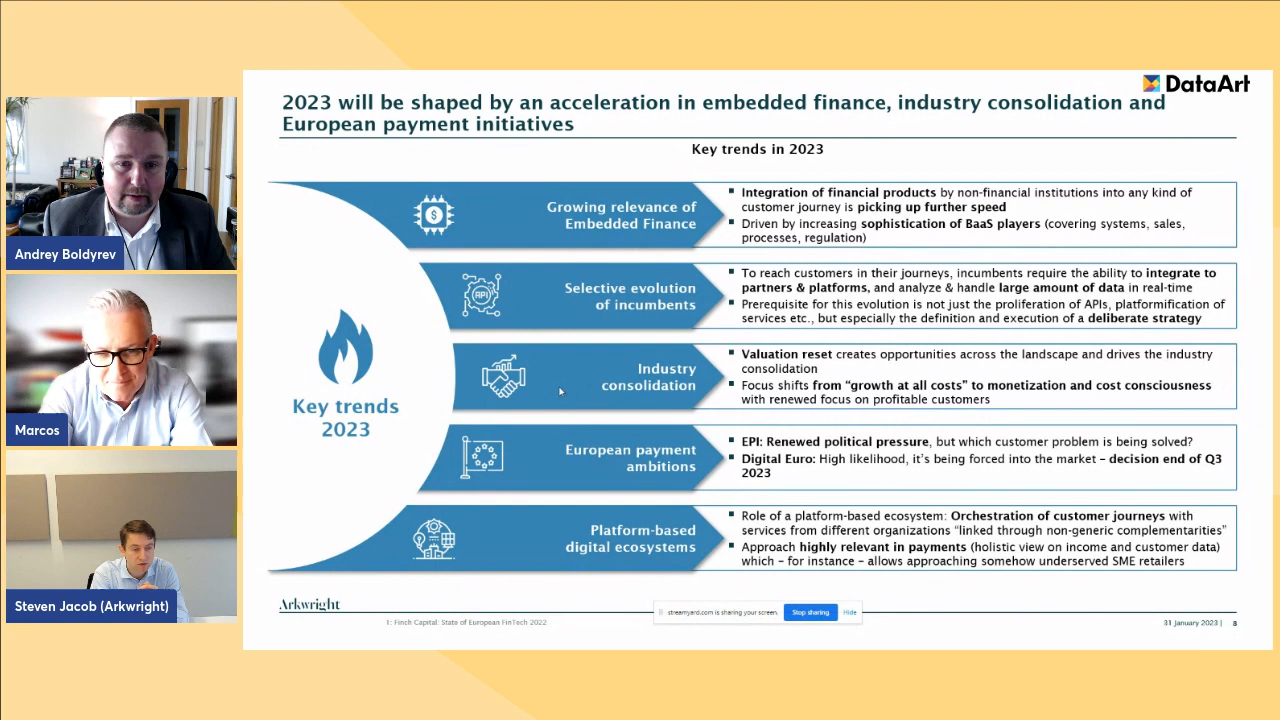 DataArt
2023 will be shaped by an acceleration in embedded finance, industry consolidation and
European payment initiatives
Key trends in 2023
Andrey Boldyrev
Marcos
Steven Jacob (Arkwright)
Key trends
2023
Growing relevance of
Embedded Finance
Integration of financial products by non-financial institutions into any kind of
customer journey is picking up further speed
Driven by increasing sophistication of BaaS players (covering systems, sales,
processes, regulation)
API
Selective evolution
of incumbents
To reach customers in their journeys, incumbents require the ability to integrate to
partners & platforms, and analyze & handle large amount of data in real-time
Prerequisite for this evolution is not just the proliferation of APIs, platformification of
services etc., but especially the definition and execution of a deliberate strategy
Industry
consolidation
Valuation reset creates opportunities across the landscape and drives the industry
consolidation
Focus shifts from “growth at all costs” to monetization and cost consciousness
with renewed focus on profitable customers
European payment
ambitions
EPI: Renewed political pressure, but which customer problem is being solved?
Digital Euro: High likelihood, it’s being forced into the market – decision end of Q3
2023
Platform-based
digital ecosystems
Role of a platform-based ecosystem: Orchestration of customer journeys with
services from different organizations “linked through non-generic complementarities”
Approach highly relevant in payments (holistic view on income and customer data)
which – for instance – allows approaching somehow underserved SME retailers
Arkwright
streamyard.com is sharing your screen.
Stop sharing
Hide
1: Finch Capital: State of European FinTech 2022
31 January 2023 | 8